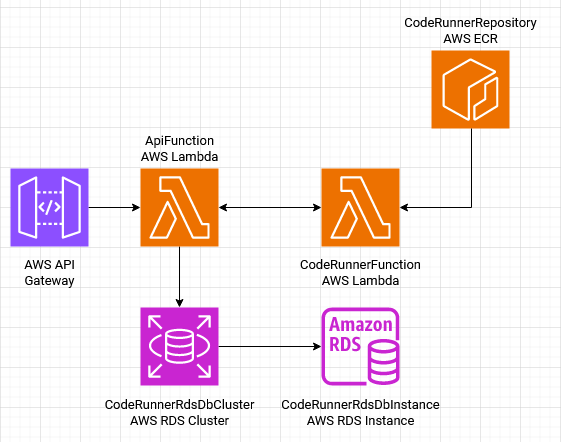 CodeRunnerRepository
AWS ECR
ApiFunction
AWS Lambda
</>
AWS API
Gateway
CodeRunnerFunction
AWS Lambda
Amazon
RDS
CodeRunnerRdsDbCluster
AWS RDS Cluster
CodeRunnerRdsDbInstance
AWS RDS Instance